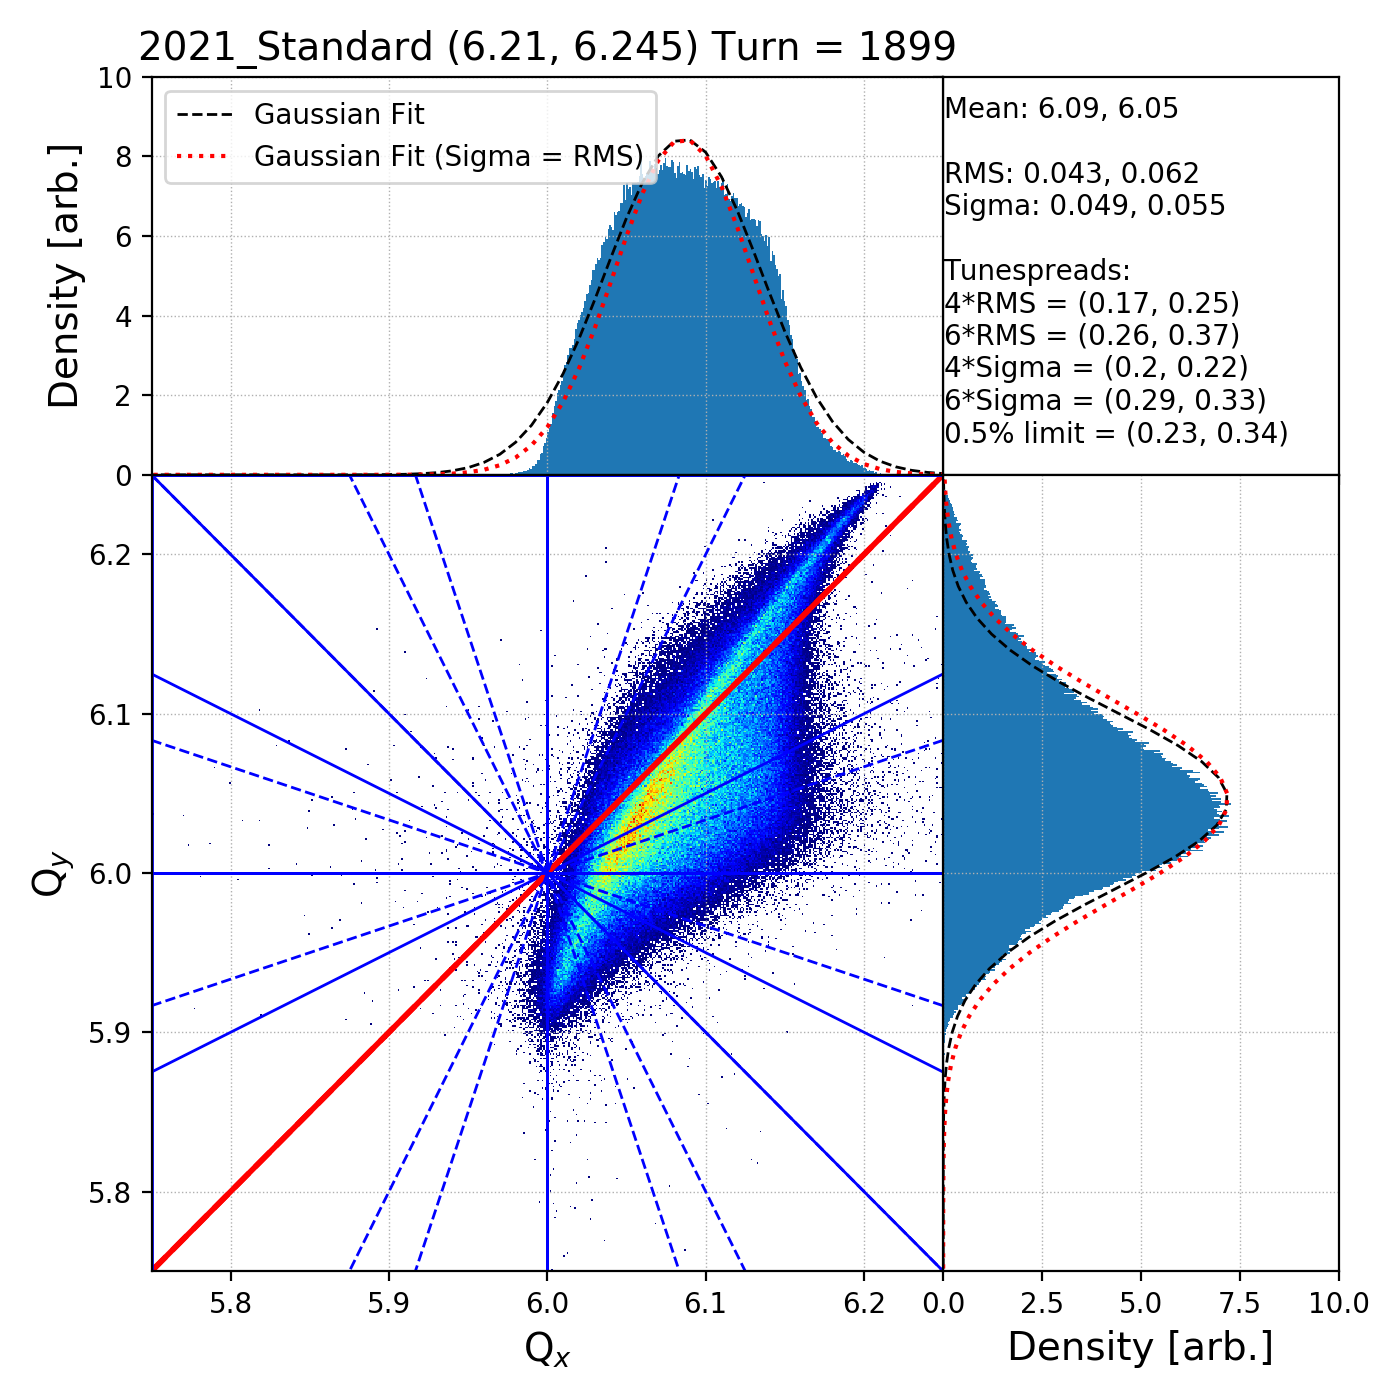 2021_Standard (6.21, 6.245) Turn = 1899
Density [arb.]
10
8
6
4
2
0
Gaussian Fit
Gaussian Fit (Sigma = RMS)
Mean: 6.09, 6.05
RMS: 0.043, 0.062
Sigma: 0.049, 0.055
Tunespreads:
4*RMS = (0.17, 0.25)
6*RMS = (0.26, 0.37)
4*Sigma = (0.2, 0.22)
6*Sigma = (0.29, 0.33)
0.5% limit = (0.23, 0.34)
Qy
6.2
6.1
6.0
5.9
5.8
5.8 5.9 6.0 6.1 6.2
0.0 2.5 5.0 7.5 10.0
Qx
Density [arb.]